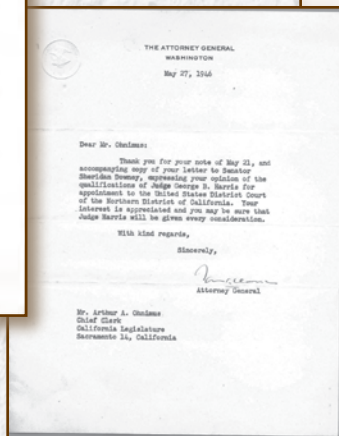 THE ATTORNEY GENERAL
WASHINGTON
May 27, 1946
Dear Mr. Ohnimus:
Thank you for your note of May 21, and
accompanying copy of your letter to Senator
Sheridan Downey, expressing your opinion of the
qualifications of Judge George B. Harris for
appointment to the United States District Court
of the Northern District of California. Your
interest is appreciated and you may be sure that
Judge Harris will be given every consideration.
With kind regards,
Sincerely,
Attorney General
Mr. Arthur A. Ohnimus
Chief Clerk
California Legislature
Sacramento 14, California